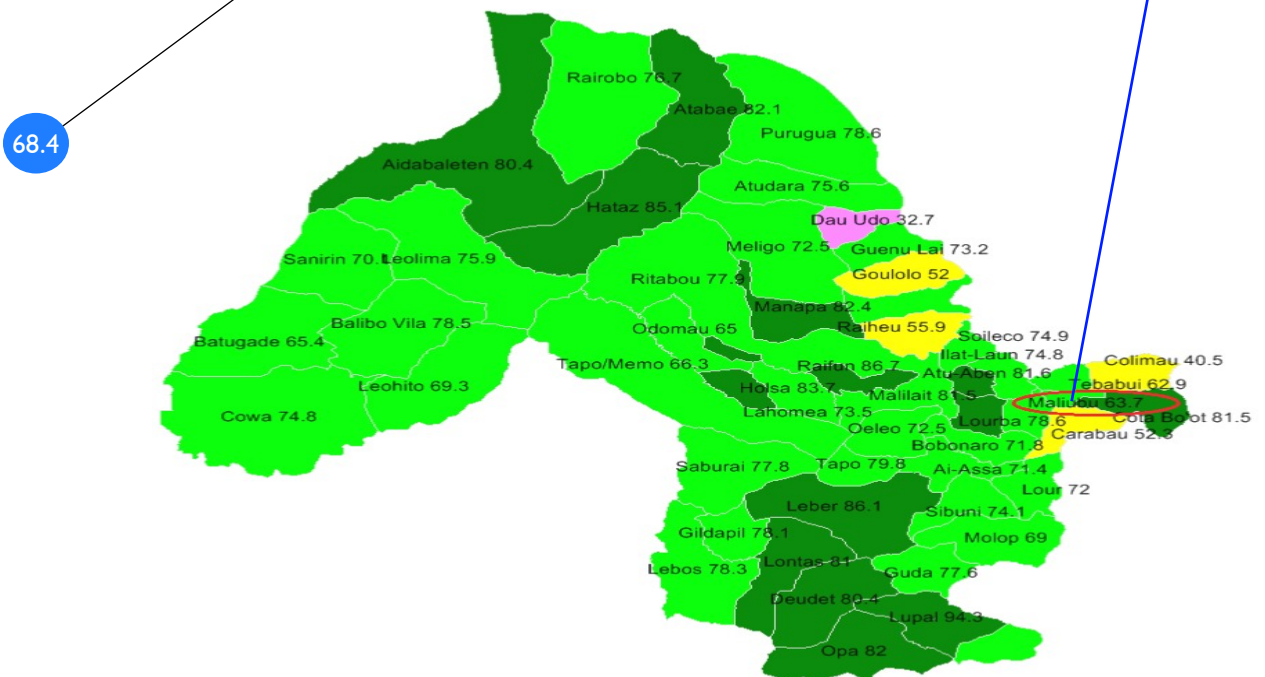 Rairobo 76.7
Atabae 82.1
Purugua 78.6
68.4
Aidabaleten 80.4
Atudara 75.6
Hataz 85.1
Dau Udo 32.7
Meligo 72.5
Guenu Lai 73.2
Sanirin 70.
Leolima 75.9
Goulolo 52
Ritabou 77.9
Manapa 82.4
Balibo Vila 78.5
Odomau 65
Raiheu 55.9
Soileco 74.9
Batugade 65.4
Ilat-Laun 74.8
Colimau 40.5
Tapo/Memo 66.3
Raifun 86.7
Atu-Aben 81.6
Tebabui 62.9
Leohito 69.3
Holsa 83.7
Malilait 81.5
Maliubu 63.7
Cowa 74.8
Lahomea 73.5
Lourba 78.6
Cota Bo'ot 81.5
Oeleo 72.5
Carabau 52.3
Bobonaro 71.8
Saburai 77.8
Tapo 79.8
Ai-Assa 71.4
Lour 72
Leber 86.1
Sibuni 74.1
Gildapil 78.1
Molop 69
Lontas 81
Lebos 78.3
Guda 77.6
Deudet 80.4
Lupal 94.3
Opa 82